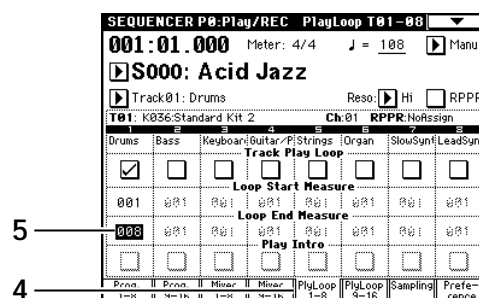 SEQUENCER P0:Play/REC PlayLoop T01-08
001:01.000 Meter: 4/4 ♩ = 108 Manu
S000: Acid Jazz
Track01: Drums Reso: Hi RPPR
T01: K036:Standard Kit 2 Ch:01 RPPR:NoAssign
1 2 3 4 5 6 7 8
Drums Bass Keyboar Guitar/P Strings Organ SlowSynt LeadSyn
Track Play Loop
Loop Start Measure
001 001 001 001 001 001 001 001
Loop End Measure
5
008 001 001 001 001 001 001 001
Play Intro
4
Prog. 1-8 Prog. 9-16 Mixer 1-8 Mixer 9-16 PlyLoop 1-8 PlyLoop 9-16 Sampling Prefe-rence